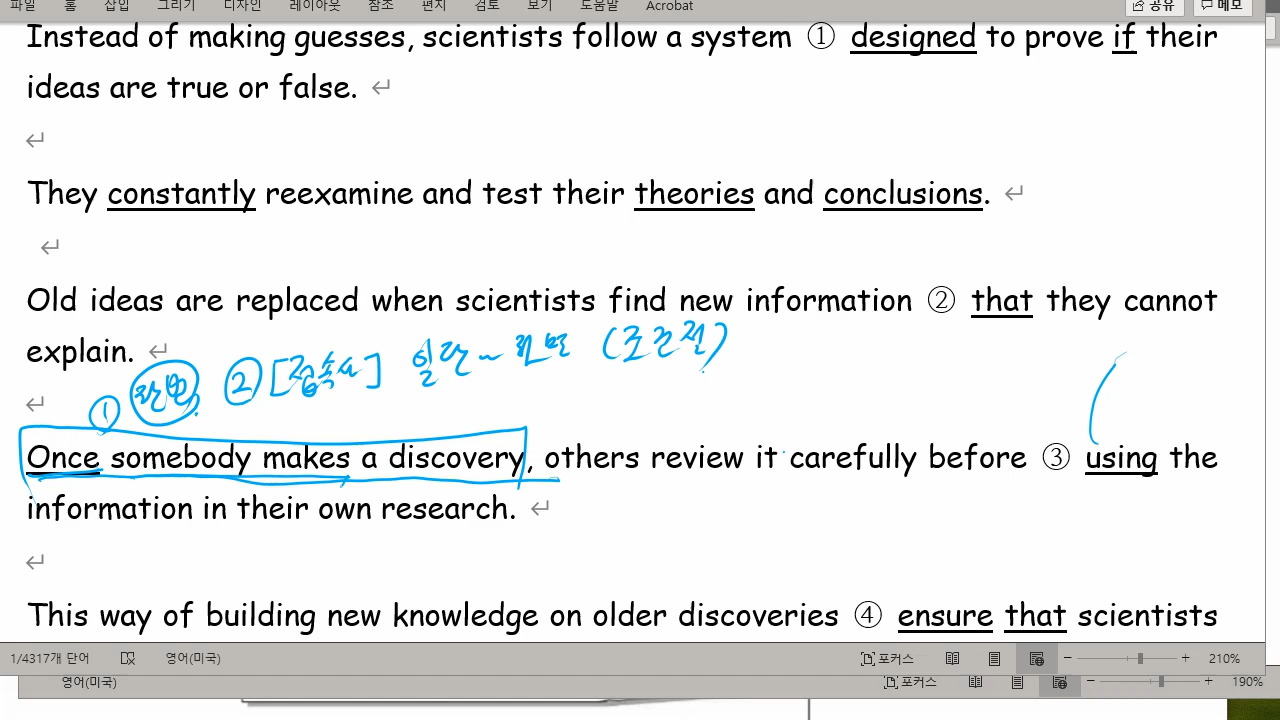 파일 홈 삽입 그리기 디자인 레이아웃 참조 편지 검토 보기 도움말 Acrobat 공유 메모
Instead of making guesses, scientists follow a system ① designed to prove if their
ideas are true or false. ↵
↵
They constantly reexamine and test their theories and conclusions. ↵
↵
Old ideas are replaced when scientists find new information ② that they cannot
explain. ↵
① 한번 ② [접속사] 일단~하면 (조건절)
↵
Once somebody makes a discovery, others review it carefully before ③ using the
information in their own research. ↵
↵
This way of building new knowledge on older discoveries ④ ensure that scientists
1/4317개 단어 영어(미국) 포커스 210%
영어(미국) 포커스 190%